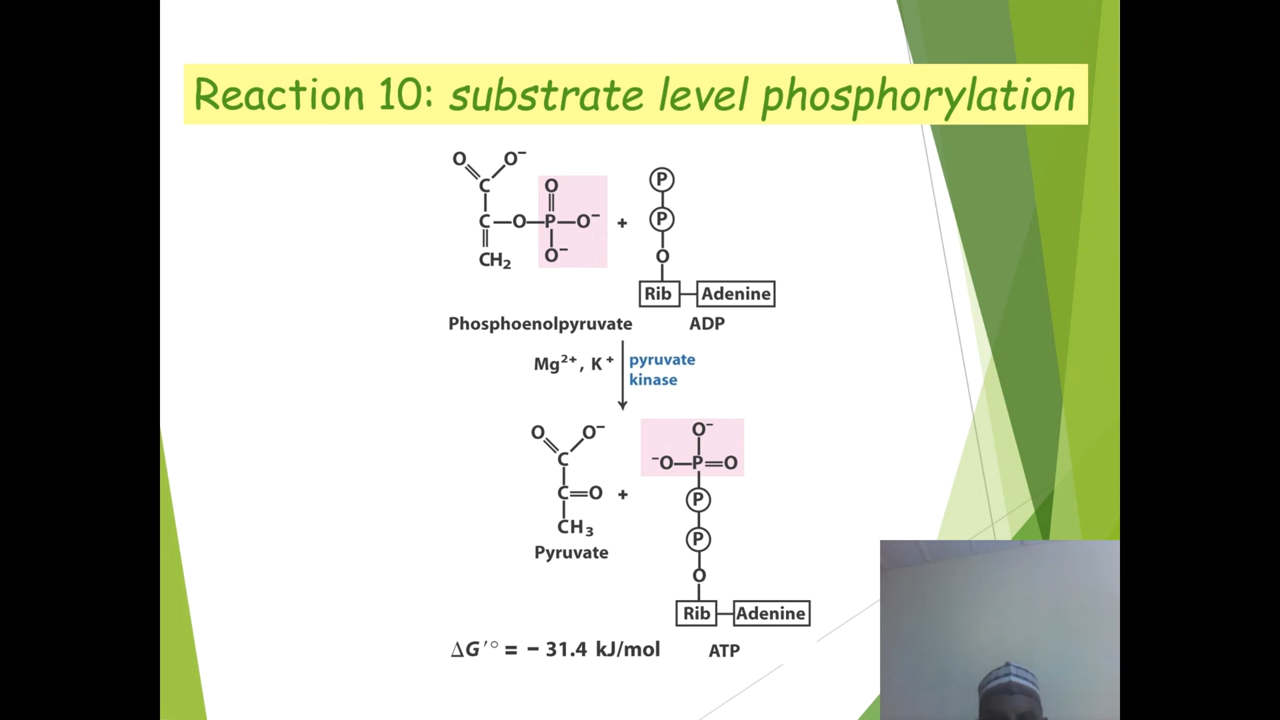 Reaction 10: substrate level phosphorylation
O O⁻
C
O
C—O—P—O⁻
CH₂ O⁻
+
P
P
O
Rib Adenine
Phosphoenolpyruvate ADP
Mg²⁺, K⁺ pyruvate
kinase
O O⁻
C
C=O
CH₃
+
O⁻
⁻O—P=O
P
P
O
Rib Adenine
Pyruvate
ΔG′° = − 31.4 kJ/mol ATP